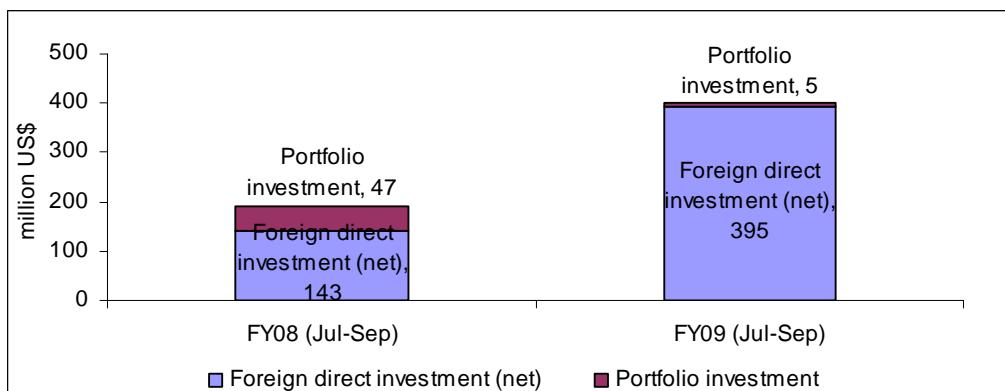 million US$
500
400
300
200
100
0
Portfolio
investment, 47
Foreign direct
investment (net),
143
Portfolio
investment, 5
Foreign direct
investment (net),
395
FY08 (Jul-Sep)
FY09 (Jul-Sep)
Foreign direct investment (net)
Portfolio investment